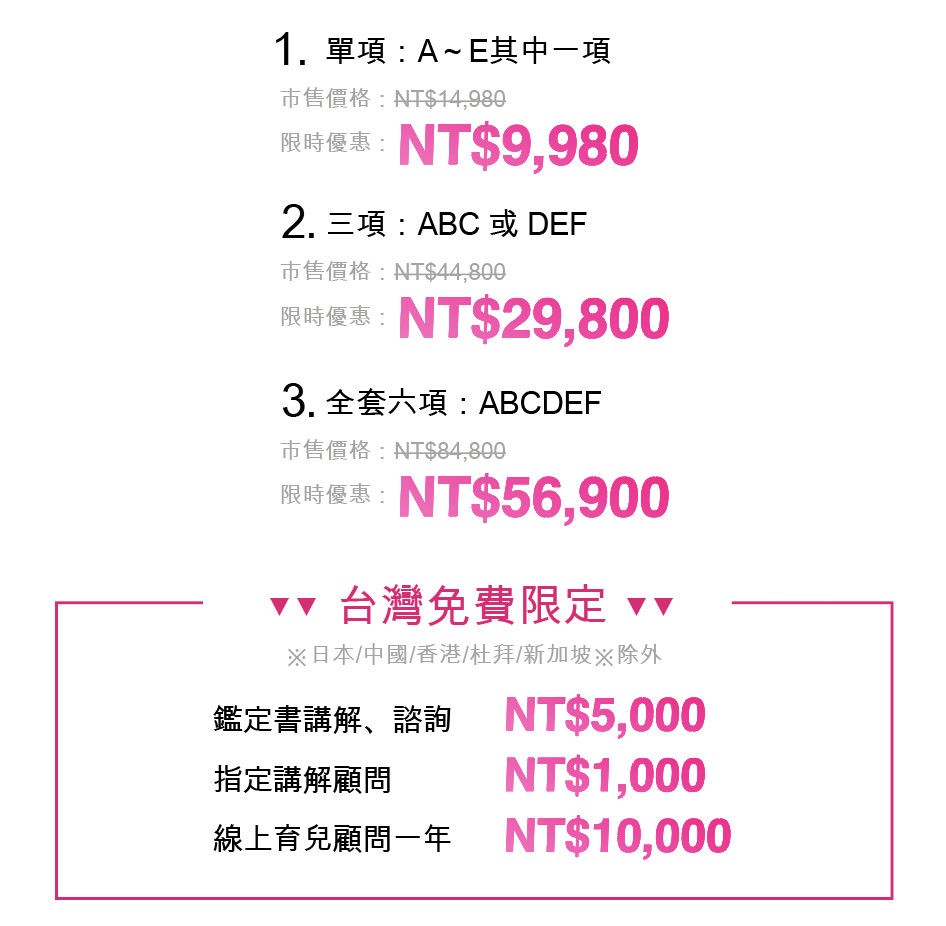 1. 單項：A～E其中一項
市售價格：NT$14,980
限時優惠：NT$9,980
2. 三項：ABC 或 DEF
市售價格：NT$44,800
限時優惠：NT$29,800
3. 全套六項：ABCDEF
市售價格：NT$84,800
限時優惠：NT$56,900
▼▼ 台灣免費限定 ▼▼
※日本/中國/香港/杜拜/新加坡※除外
鑑定書講解、諮詢 NT$5,000
指定講解顧問 NT$1,000
線上育兒顧問一年 NT$10,000